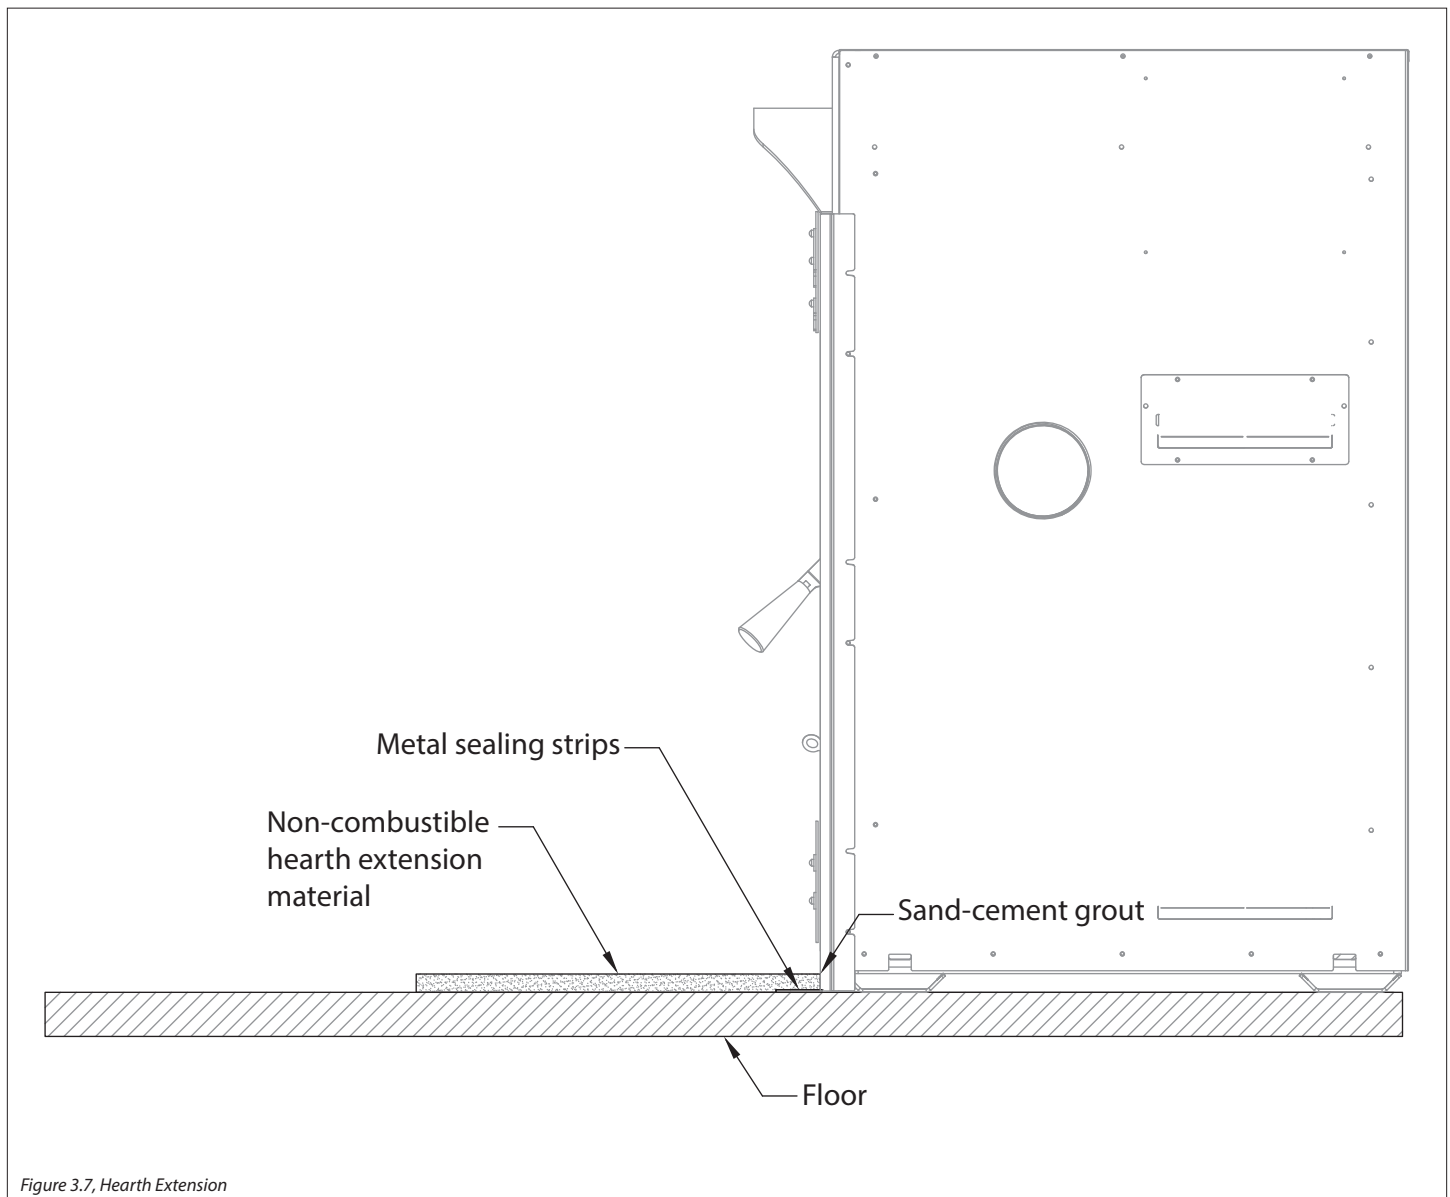 Metal sealing strips
Non-combustible
hearth extension
material
Sand-cement grout
Floor
Figure 3.7, Hearth Extension